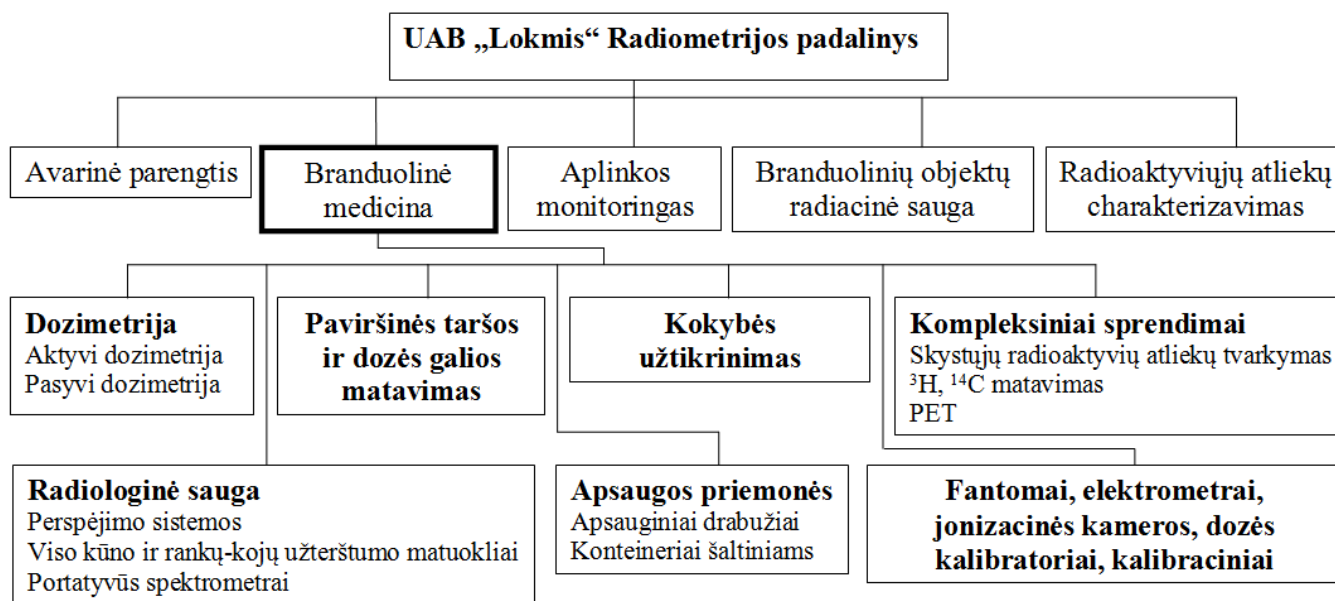 UAB „Lokmis“ Radiometrijos padalinys
Avarinė parengtis
Branduolinė
medicina
Aplinkos
monitoringas
Branduolinių objektų
radiacinė sauga
Radioaktyviųjų atliekų
charakterizavimas
Dozimetrija
Aktyvi dozimetrija
Pasyvi dozimetrija
Paviršinės taršos
ir dozės galios
matavimas
Kokybės
užtikrinimas
Kompleksiniai sprendimai
Skystųjų radioaktyvių atliekų tvarkymas
³H, ¹⁴C matavimas
PET
Radiologinė sauga
Perspėjimo sistemos
Viso kūno ir rankų-kojų užterštumo matuokliai
Portatyvūs spektrometrai
Apsaugos priemonės
Apsauginiai drabužiai
Konteineriai šaltiniams
Fantomai, elektrometrai,
jonizacinės kameros, dozės
kalibratoriai, kalibraciniai